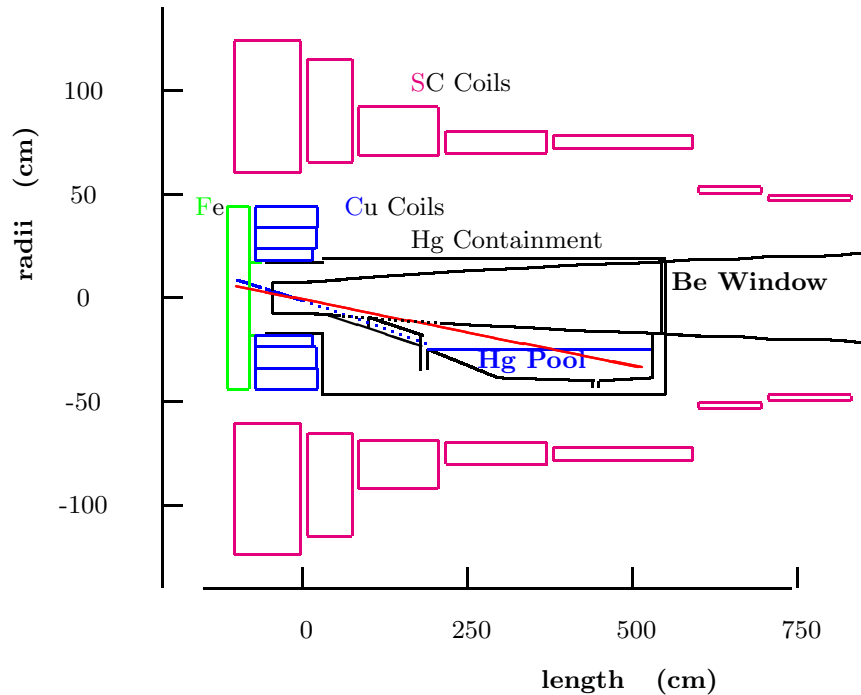 SC Coils
100
radii (cm)
50
Fe
Cu Coils
Hg Containment
Be Window
0
Hg Pool
-50
-100
0 250 500 750
length (cm)